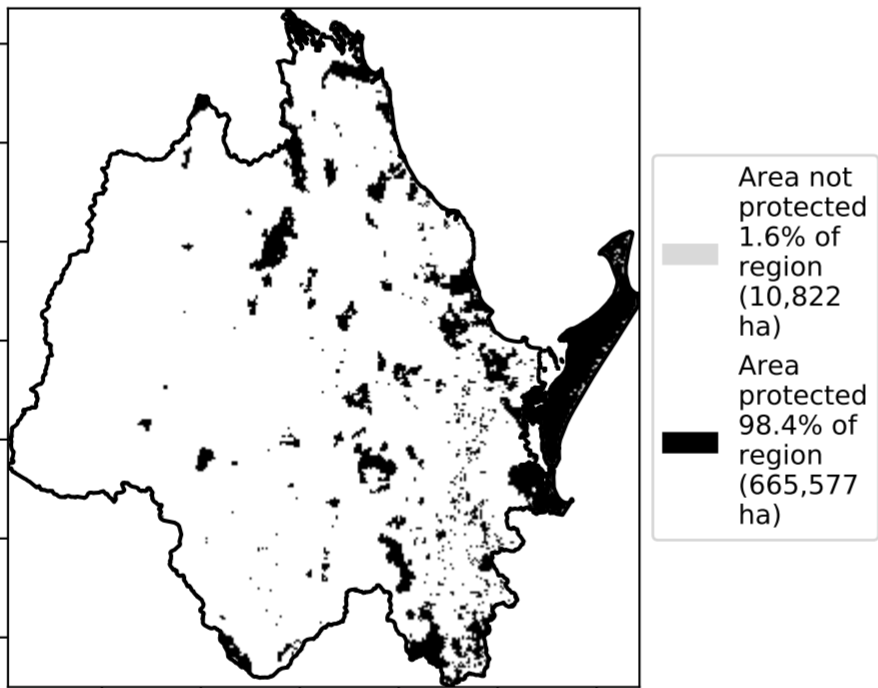 Area not
protected
1.6% of
region
(10,822
ha)
Area
protected
98.4% of
region
(665,577
ha)